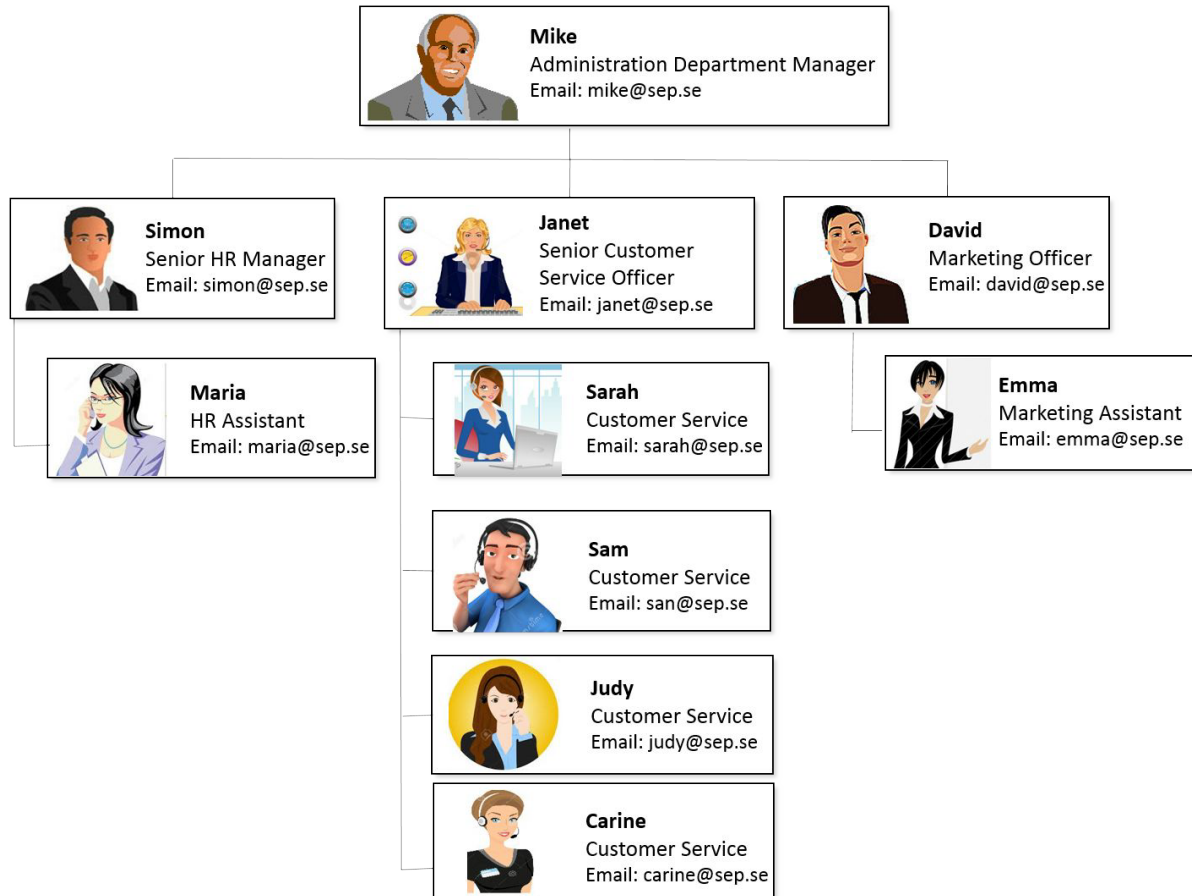 Mike
Administration Department Manager
Email: mike@sep.se
Simon
Senior HR Manager
Email: simon@sep.se
Janet
Senior Customer
Service Officer
Email: janet@sep.se
David
Marketing Officer
Email: david@sep.se
Maria
HR Assistant
Email: maria@sep.se
Sarah
Customer Service
Email: sarah@sep.se
Emma
Marketing Assistant
Email: emma@sep.se
Sam
Customer Service
Email: san@sep.se
Judy
Customer Service
Email: judy@sep.se
Carine
Customer Service
Email: carine@sep.se